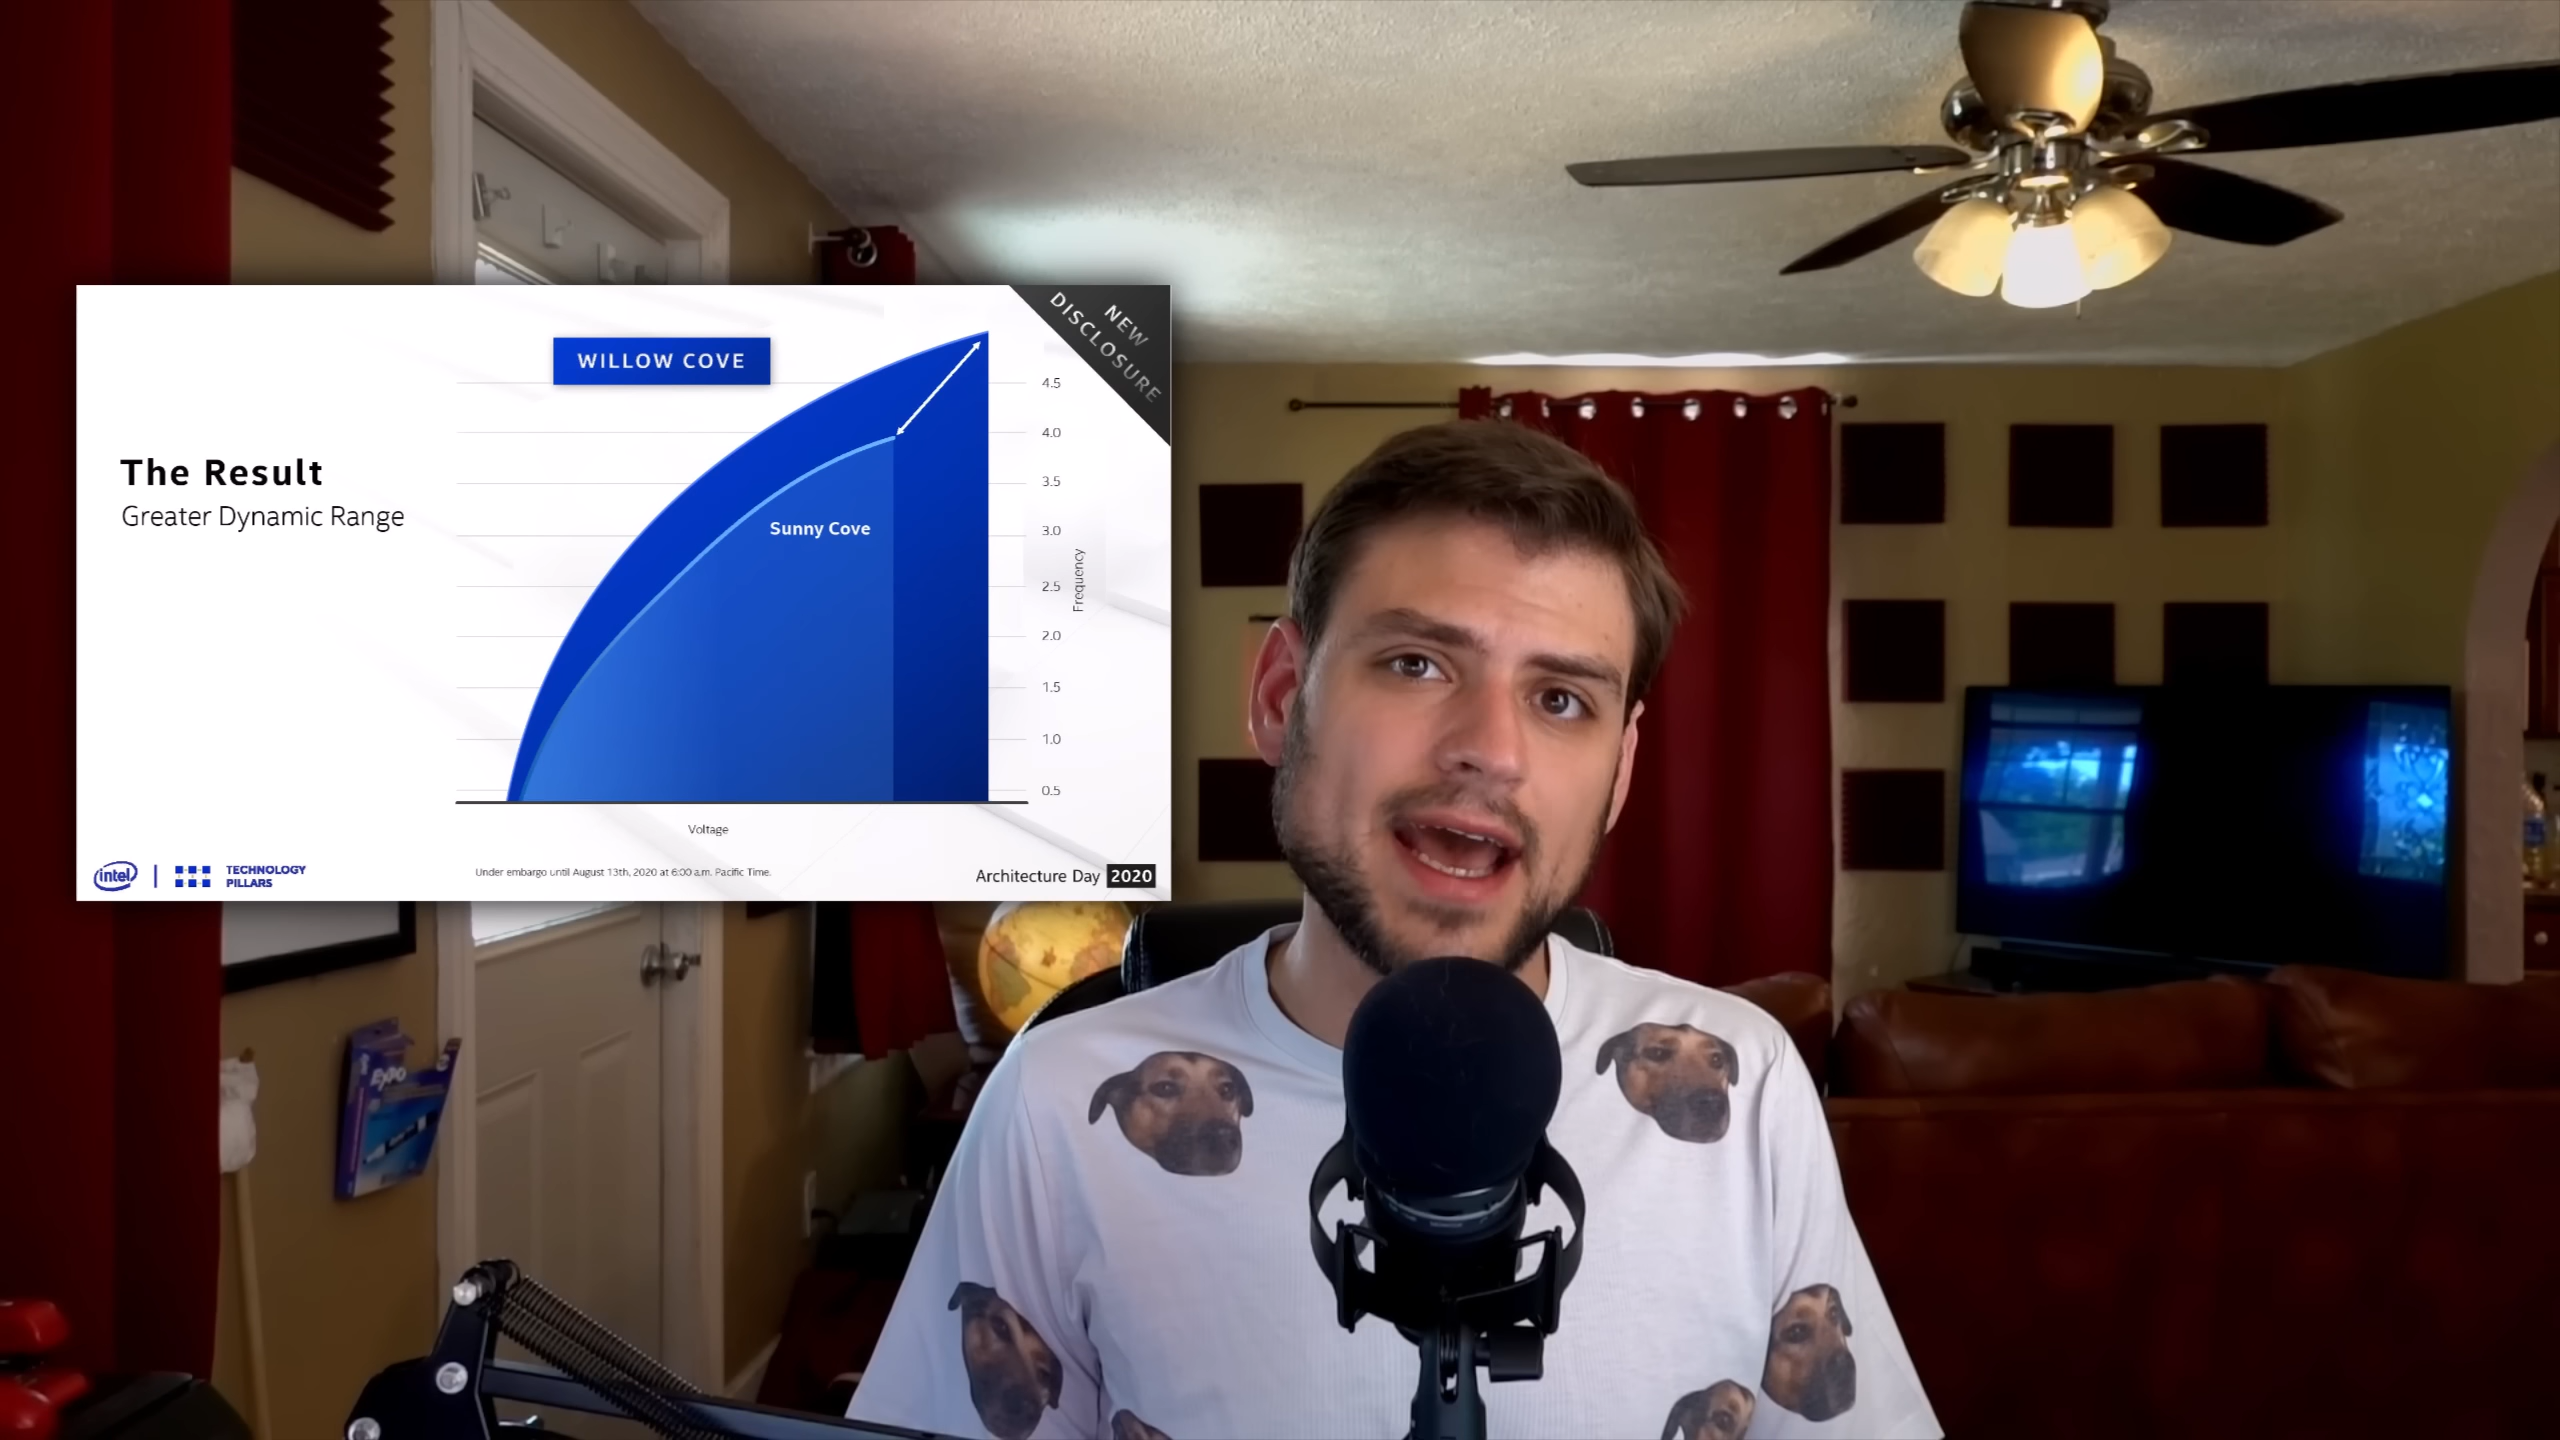 NEW
DISCLOSURE
WILLOW COVE
4.5
4.0
The Result
Greater Dynamic Range
3.5
Sunny Cove
3.0
2.5
Frequency
2.0
1.5
1.0
0.5
Voltage
intel
TECHNOLOGY
PILLARS
Under embargo until August 13th, 2020 at 6:00 a.m. Pacific Time.
Architecture Day 2020
EXPO